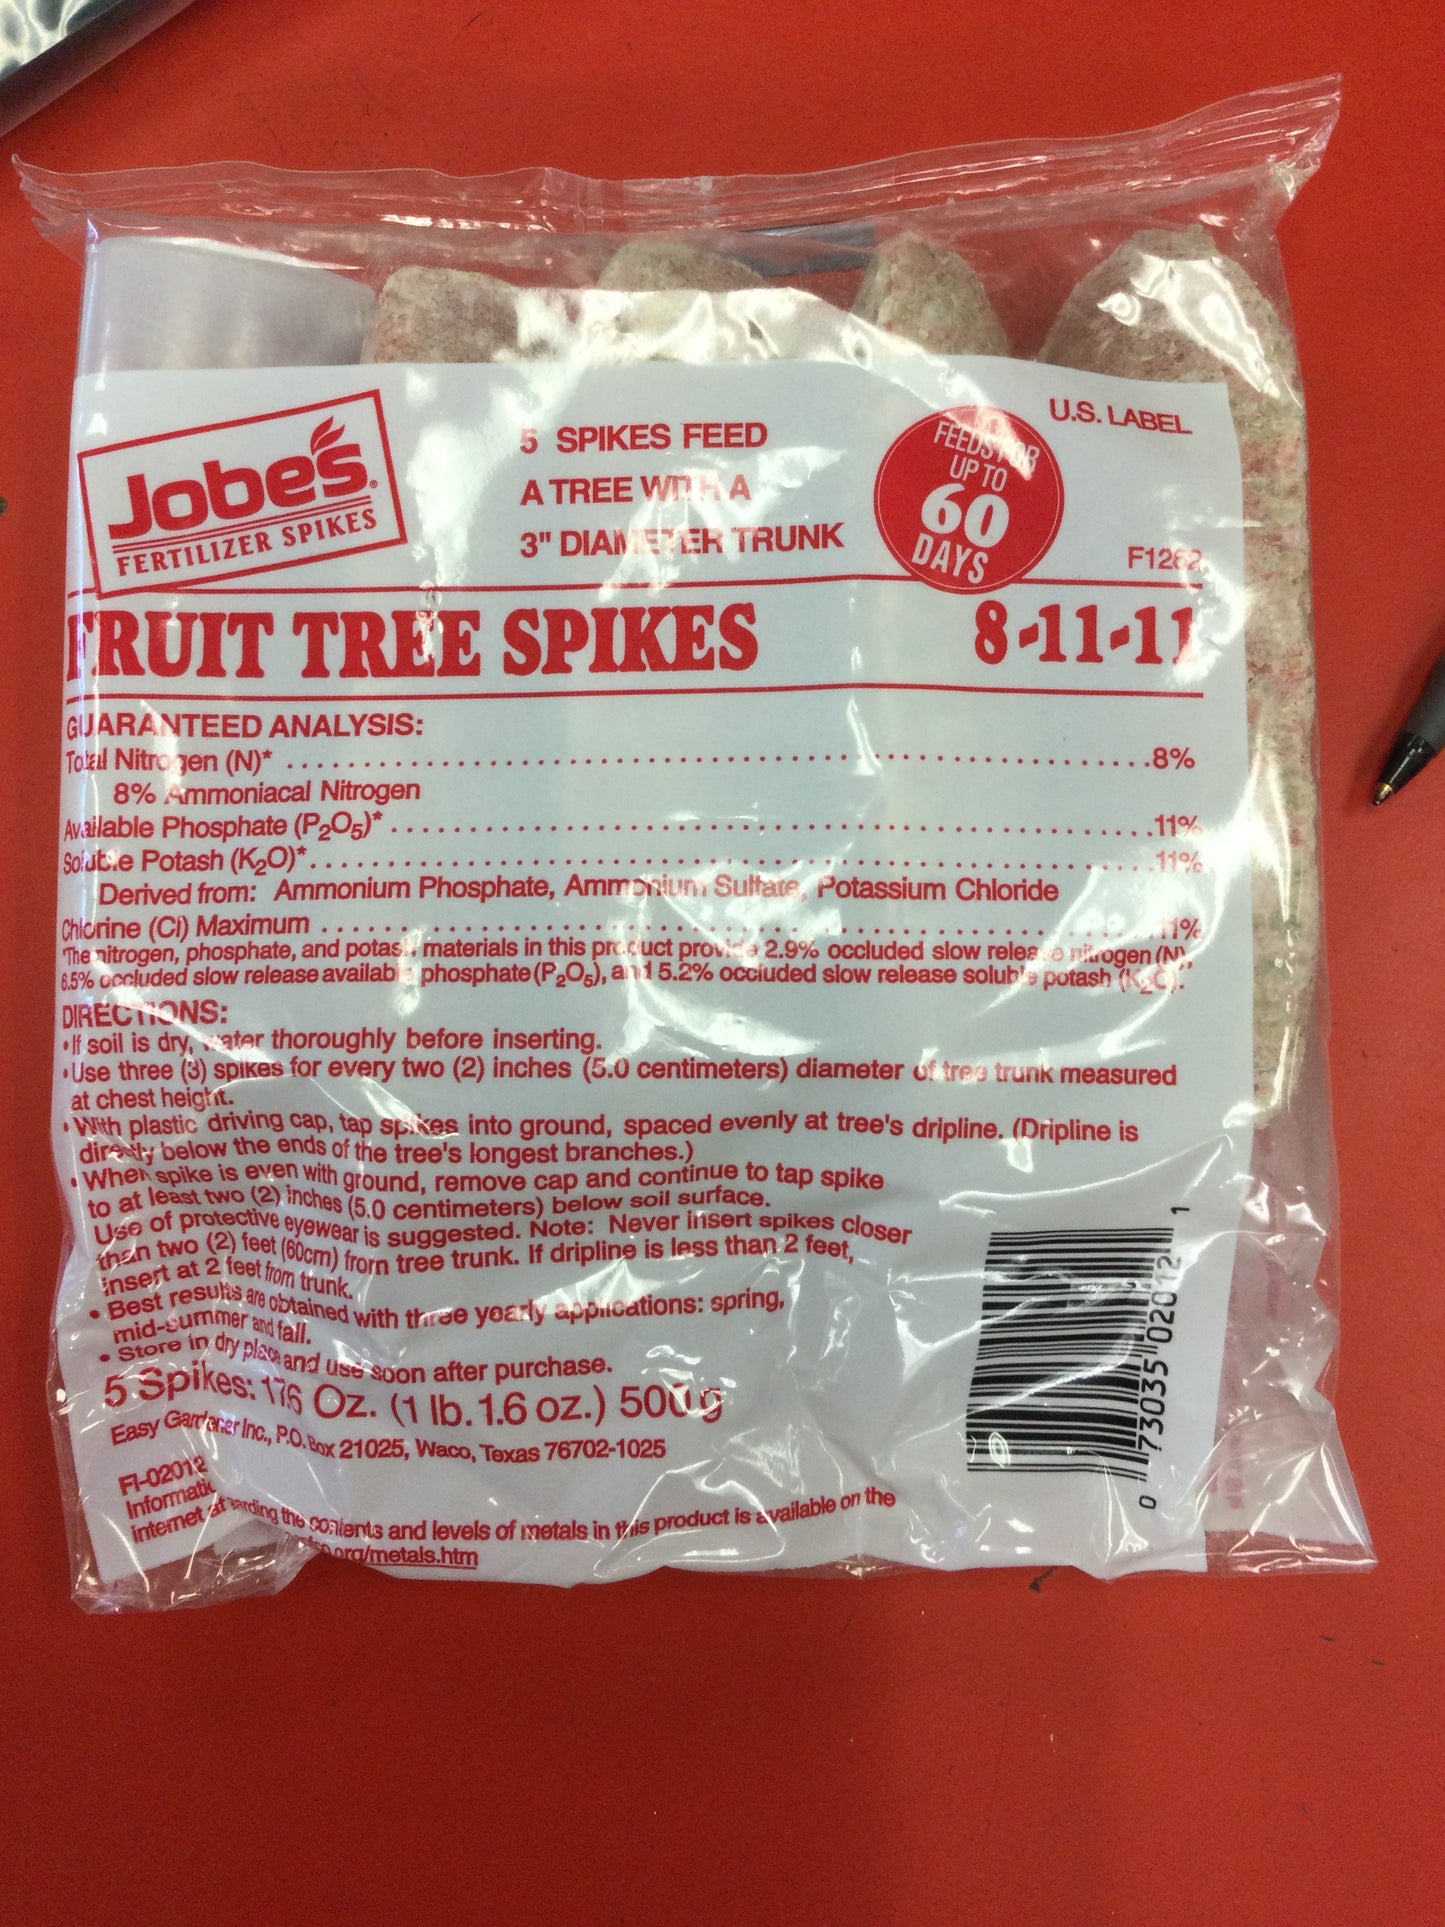 Jobe's®
FERTILIZER SPIKES
5 SPIKES FEED
A TREE WITH A
3" DIAMETER TRUNK
FEEDS FOR
UP TO
60
DAYS
U.S. LABEL
FRUIT TREE SPIKES
8-11-11
GUARANTEED ANALYSIS:
Total Nitrogen (N)* ........ 8%
8% Ammoniacal Nitrogen
Available Phosphate (P₂O₅)* ........ 11%
Soluble Potash (K₂O)* ........ 11%
Derived from: Ammonium Phosphate, Ammonium Sulfate, Potassium Chloride
Chlorine (Cl) Maximum ........ 11%
*The nitrogen, phosphate, and potash materials in this product provide 2.9% occluded slow release nitrogen (N),
6.5% occluded slow release available phosphate (P₂O₅), and 5.2% occluded slow release soluble potash (K₂O).
DIRECTIONS:
• If soil is dry, water thoroughly before inserting.
• Use three (3) spikes for every two (2) inches (5.0 centimeters) diameter of tree trunk measured
at chest height.
• With plastic driving cap, tap spikes into ground, spaced evenly at tree's dripline. (Dripline is
directly below the ends of the tree's longest branches.)
• When spike is even with ground, remove cap and continue to tap spike
to at least two (2) inches (5.0 centimeters) below soil surface.
Use of protective eyewear is suggested. Note: Never insert spikes closer
than two (2) feet (60cm) from tree trunk. If dripline is less than 2 feet,
insert at 2 feet from trunk.
• Best results are obtained with three yearly applications: spring,
mid-summer and fall.
• Store in dry place and use soon after purchase.
5 Spikes: 17.6 Oz. (1 lb. 1.6 oz.) 500 g
Easy Gardener Inc., P.O. Box 21025, Waco, Texas 76702-1025
FI-02012
the contents and levels of metals in this product is available on the
internet at
org/metals.htm
0 73035 02012 1